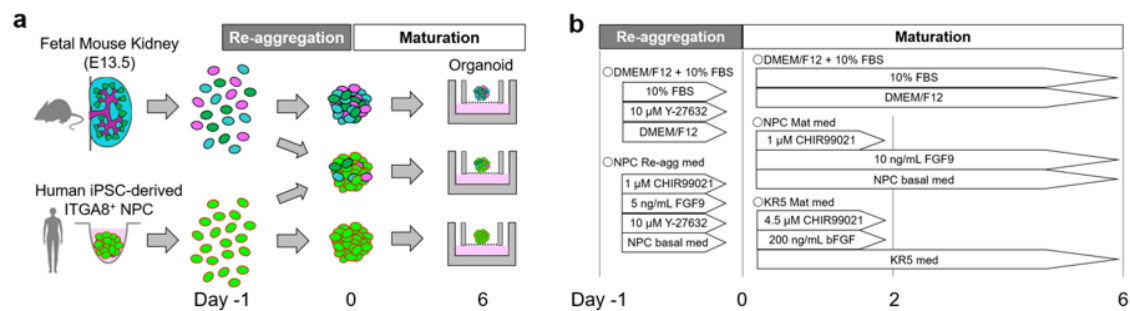 a
Re-aggregation
Maturation
Fetal Mouse Kidney
(E13.5)
Organoid
Human iPSC-derived
ITGA8⁺ NPC
Day -1
0
6
b
Re-aggregation
Maturation
DMEM/F12 + 10% FBS
10% FBS
10 µM Y-27632
DMEM/F12
NPC Re-agg med
1 µM CHIR99021
5 ng/mL FGF9
10 µM Y-27632
NPC basal med
DMEM/F12 + 10% FBS
10% FBS
DMEM/F12
NPC Mat med
1 µM CHIR99021
10 ng/mL FGF9
NPC basal med
KR5 Mat med
4.5 µM CHIR99021
200 ng/mL bFGF
KR5 med
Day -1
0
2
6